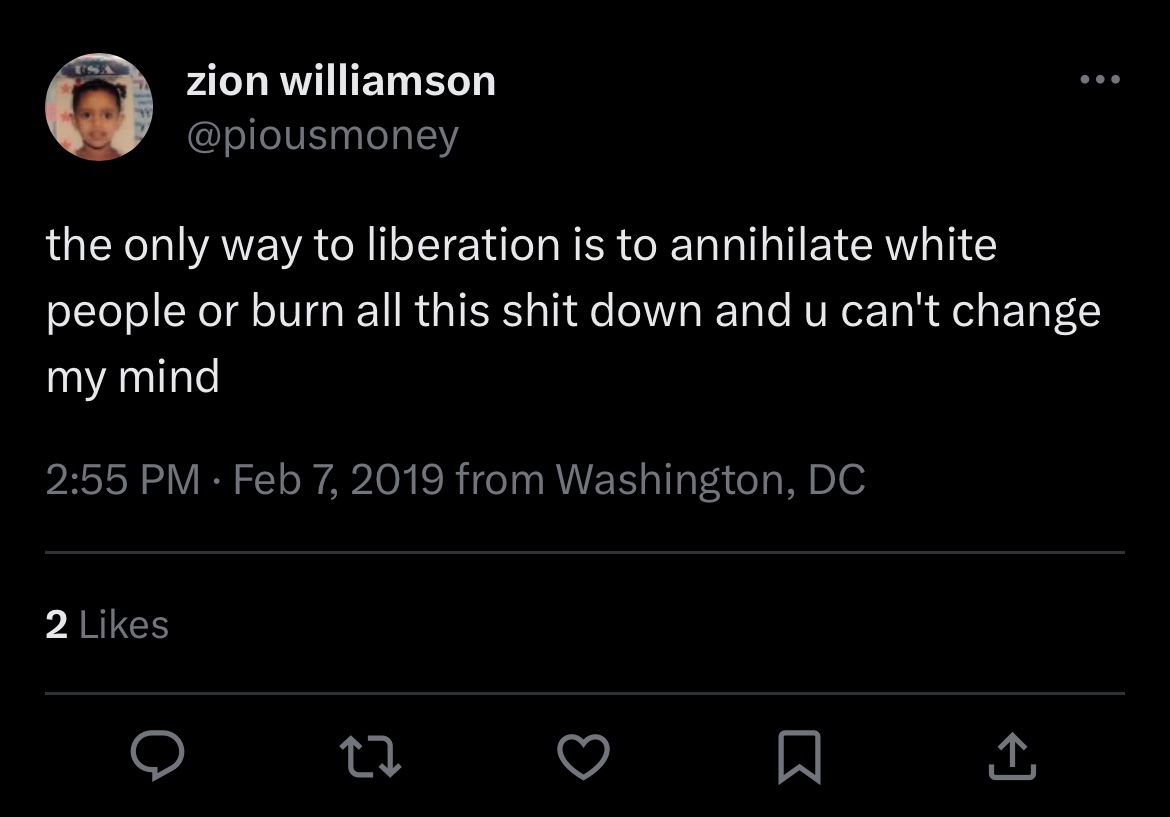 USA
zion williamson
@piousmoney
the only way to liberation is to annihilate white
people or burn all this shit down and u can't change
my mind
2:55 PM · Feb 7, 2019 from Washington, DC
2 Likes